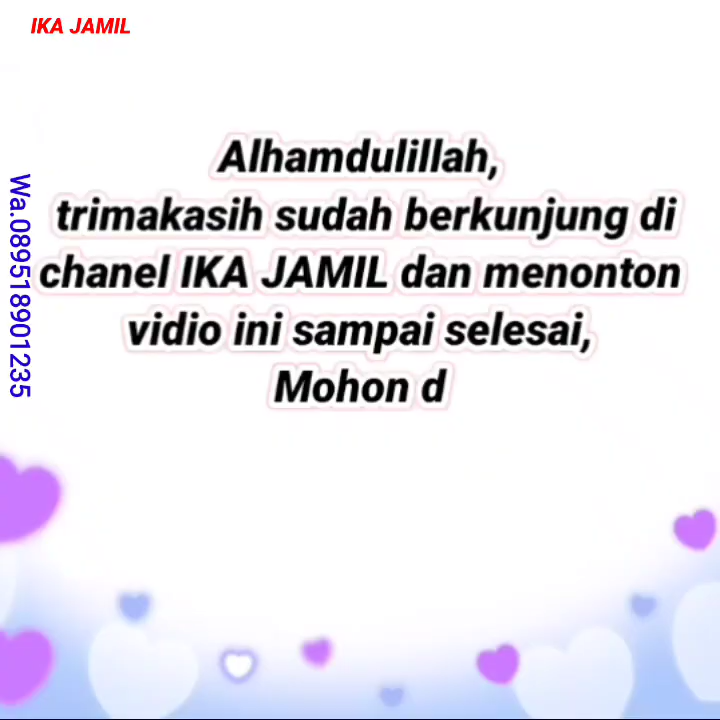 IKA JAMIL
Alhamdulillah,
trimakasih sudah berkunjung di
chanel IKA JAMIL dan menonton
vidio ini sampai selesai,
Mohon d
Wa.089518901235